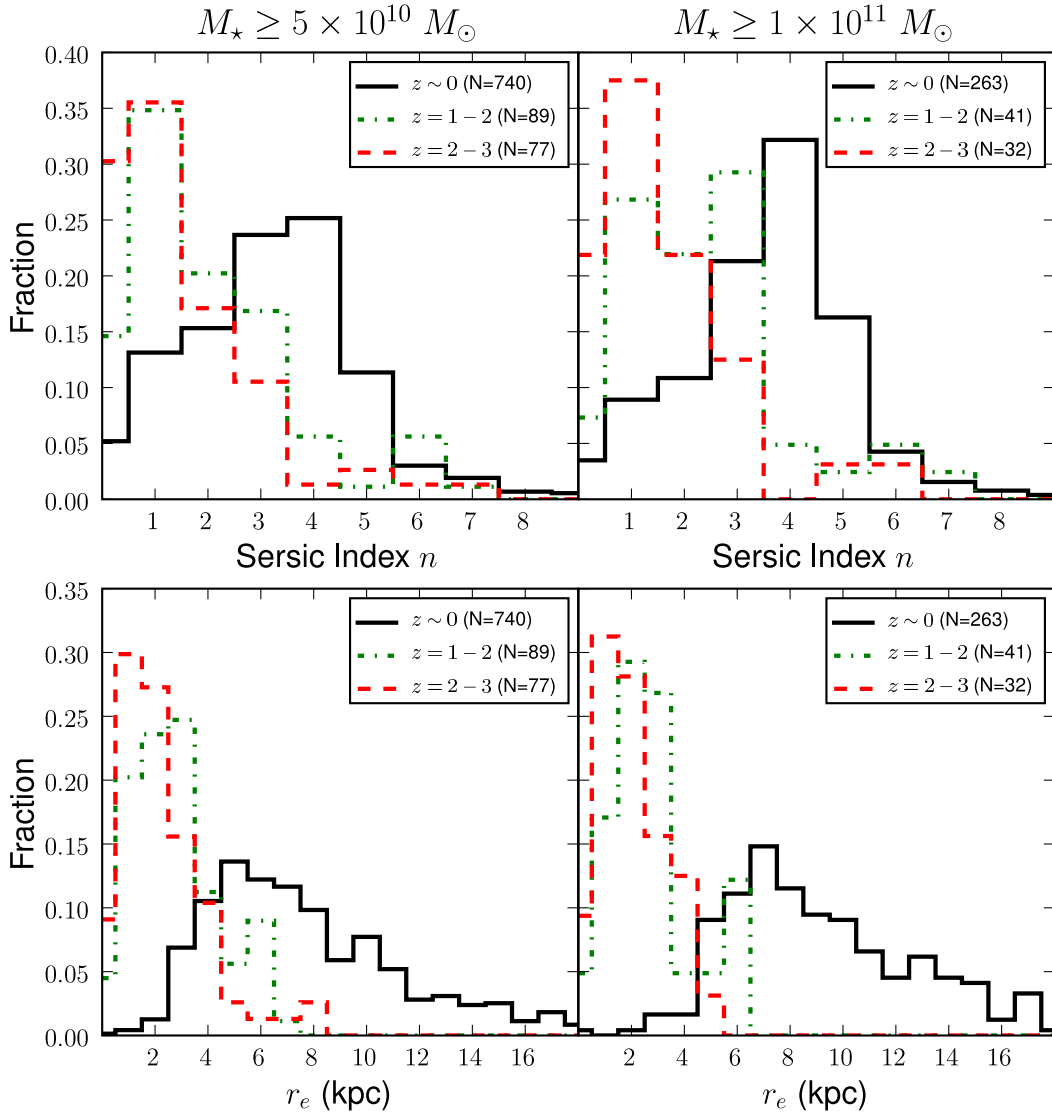 M⋆ ≥ 5 × 10¹⁰ M⊙
M⋆ ≥ 1 × 10¹¹ M⊙
Fraction
0.40
0.35
0.30
0.25
0.20
0.15
0.10
0.05
0.00
z ∼ 0 (N=740)
z = 1 − 2 (N=89)
z = 2 − 3 (N=77)
1 2 3 4 5 6 7 8
Sersic Index n
z ∼ 0 (N=263)
z = 1 − 2 (N=41)
z = 2 − 3 (N=32)
1 2 3 4 5 6 7 8
Sersic Index n
Fraction
0.35
0.30
0.25
0.20
0.15
0.10
0.05
0.00
z ∼ 0 (N=740)
z = 1 − 2 (N=89)
z = 2 − 3 (N=77)
2 4 6 8 10 12 14 16
rₑ (kpc)
z ∼ 0 (N=263)
z = 1 − 2 (N=41)
z = 2 − 3 (N=32)
2 4 6 8 10 12 14 16
rₑ (kpc)